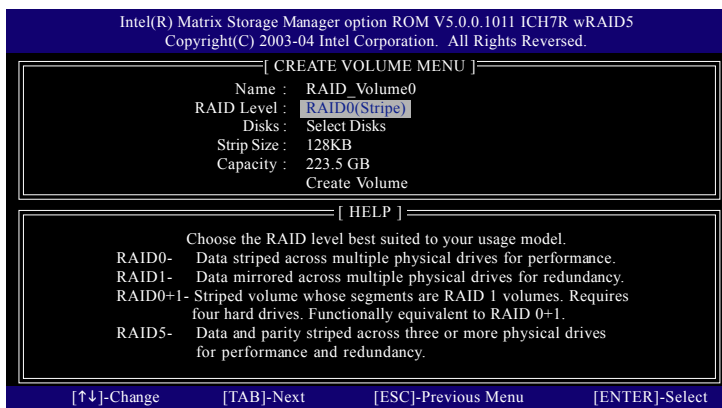 Intel(R) Matrix Storage Manager option ROM V5.0.0.1011 ICH7R wRAID5
Copyright(C) 2003-04 Intel Corporation. All Rights Reversed.
[ CREATE VOLUME MENU ]
Name : RAID_Volume0
RAID Level : RAID0(Stripe)
Disks : Select Disks
Strip Size : 128KB
Capacity : 223.5 GB
Create Volume
[ HELP ]
Choose the RAID level best suited to your usage model.
RAID0- Data striped across multiple physical drives for performance.
RAID1- Data mirrored across multiple physical drives for redundancy.
RAID0+1- Striped volume whose segments are RAID 1 volumes. Requires
four hard drives. Functionally equivalent to RAID 0+1.
RAID5- Data and parity striped across three or more physical drives
for performance and redundancy.
[↑↓]-Change [TAB]-Next [ESC]-Previous Menu [ENTER]-Select